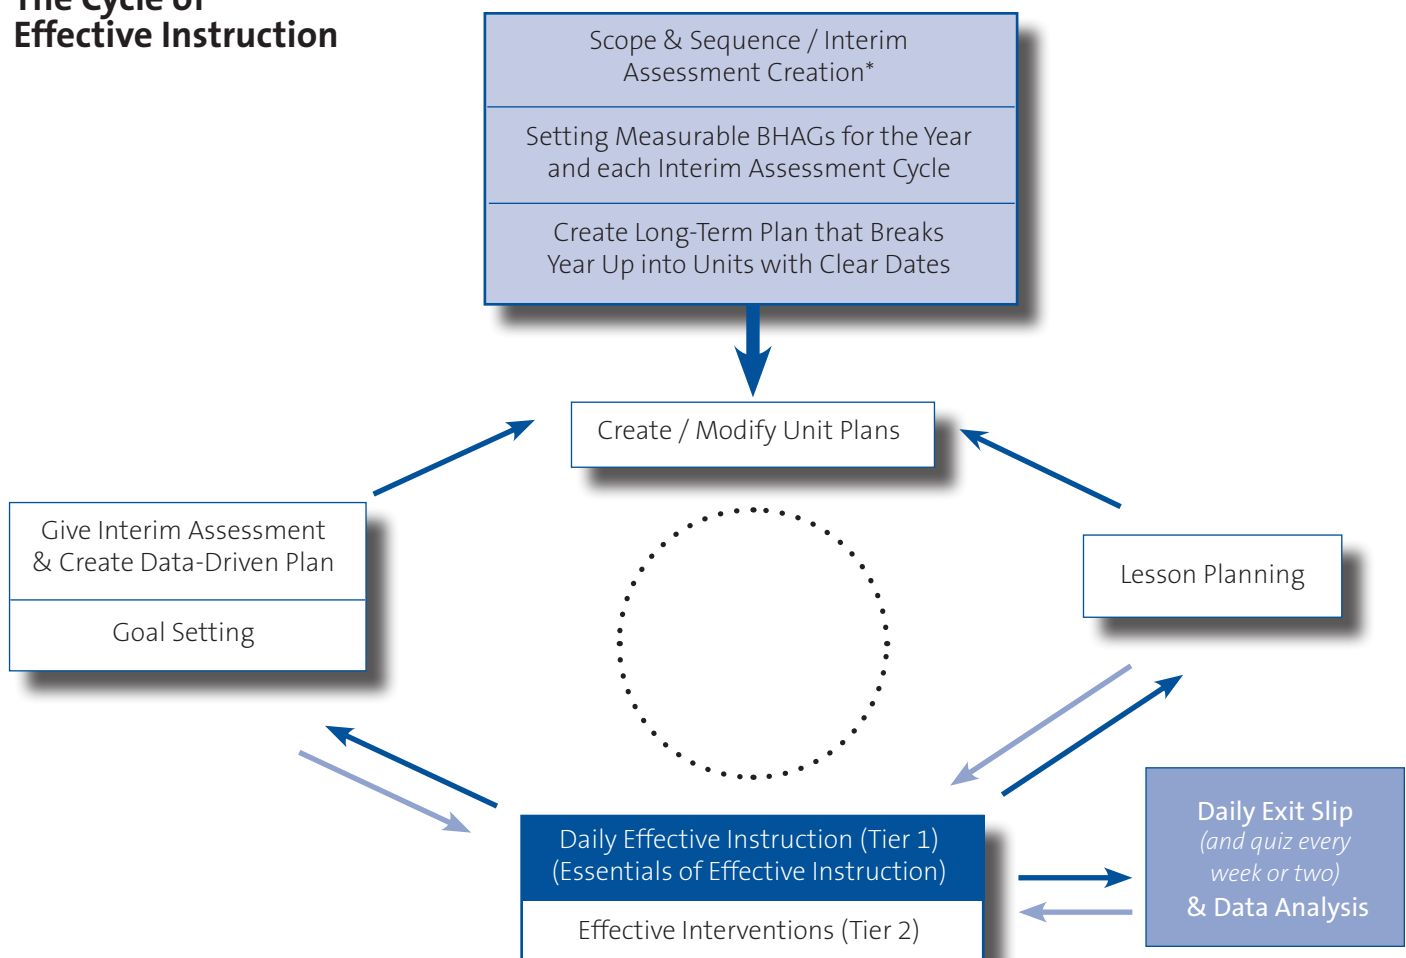 The Cycle of
Effective Instruction
Scope & Sequence / Interim
Assessment Creation*
Setting Measurable BHAGs for the Year
and each Interim Assessment Cycle
Create Long-Term Plan that Breaks
Year Up into Units with Clear Dates
Create / Modify Unit Plans
Give Interim Assessment
& Create Data-Driven Plan
Goal Setting
Lesson Planning
Daily Effective Instruction (Tier 1)
(Essentials of Effective Instruction)
Effective Interventions (Tier 2)
Daily Exit Slip
(and quiz every
week or two)
& Data Analysis